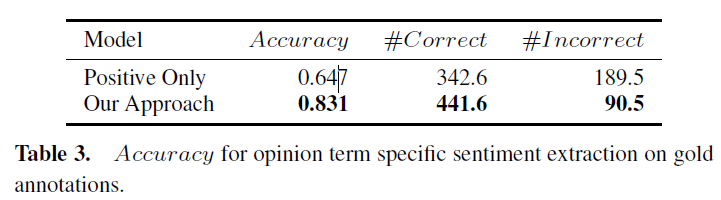 Model Accuracy #Correct #Incorrect
Positive Only 0.647 342.6 189.5
Our Approach 0.831 441.6 90.5
Table 3. Accuracy for opinion term specific sentiment extraction on gold
annotations.